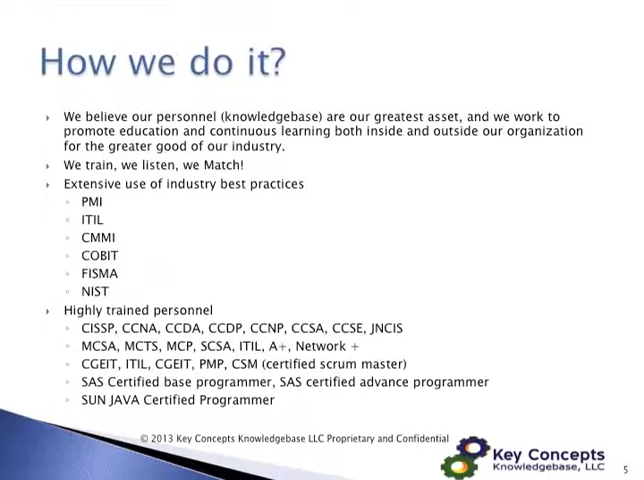 How we do it?
We believe our personnel (knowledgebase) are our greatest asset, and we work to
promote education and continuous learning both inside and outside our organization
for the greater good of our industry.
We train, we listen, we Match!
Extensive use of industry best practices
PMI
ITIL
CMMI
COBIT
FISMA
NIST
Highly trained personnel
CISSP, CCNA, CCDA, CCDP, CCNP, CCSA, CCSE, JNCIS
MCSA, MCTS, MCP, SCSA, ITIL, A+, Network +
CGEIT, ITIL, CGEIT, PMP, CSM (certified scrum master)
SAS Certified base programmer, SAS certified advance programmer
SUN JAVA Certified Programmer
© 2013 Key Concepts Knowledgebase LLC Proprietary and Confidential
Key Concepts
Knowledgebase, LLC
5